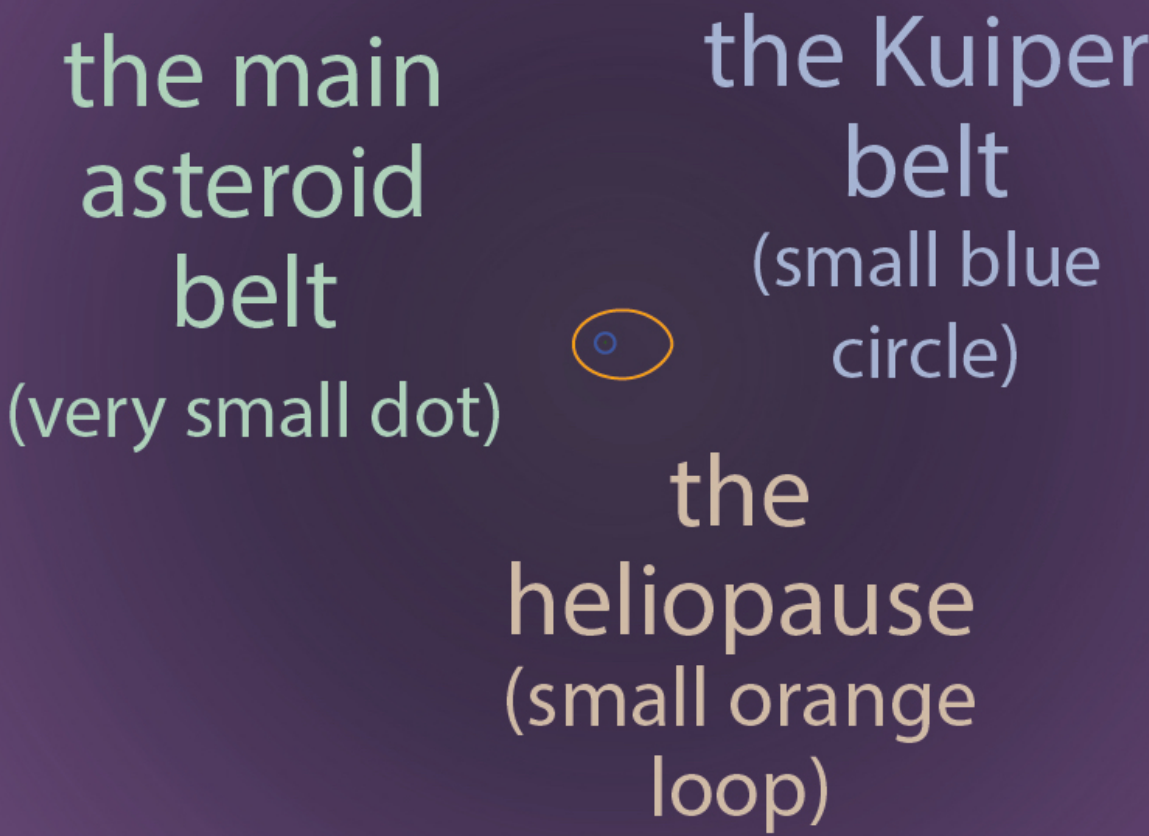 the main
asteroid
belt
(very small dot)
the Kuiper
belt
(small blue
circle)
the
heliopause
(small orange
loop)